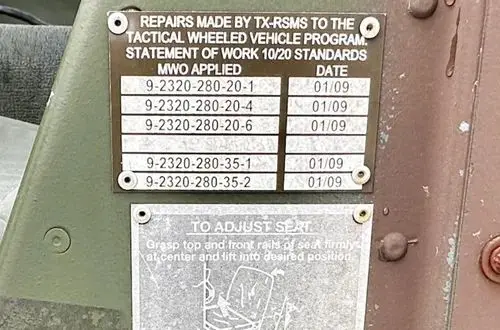 REPAIRS MADE BY TX-RSMS TO THE
TACTICAL WHEELED VEHICLE PROGRAM.
STATEMENT OF WORK 10/20 STANDARDS
MWO APPLIED DATE
9-2320-280-20-1 01/09
9-2320-280-20-4 01/09
9-2320-280-20-6 01/09
9-2320-280-35-1 01/09
9-2320-280-35-2 01/09
TO ADJUST SEAT
Grasp top and front rails of seat firmly
at center and lift into desired position.